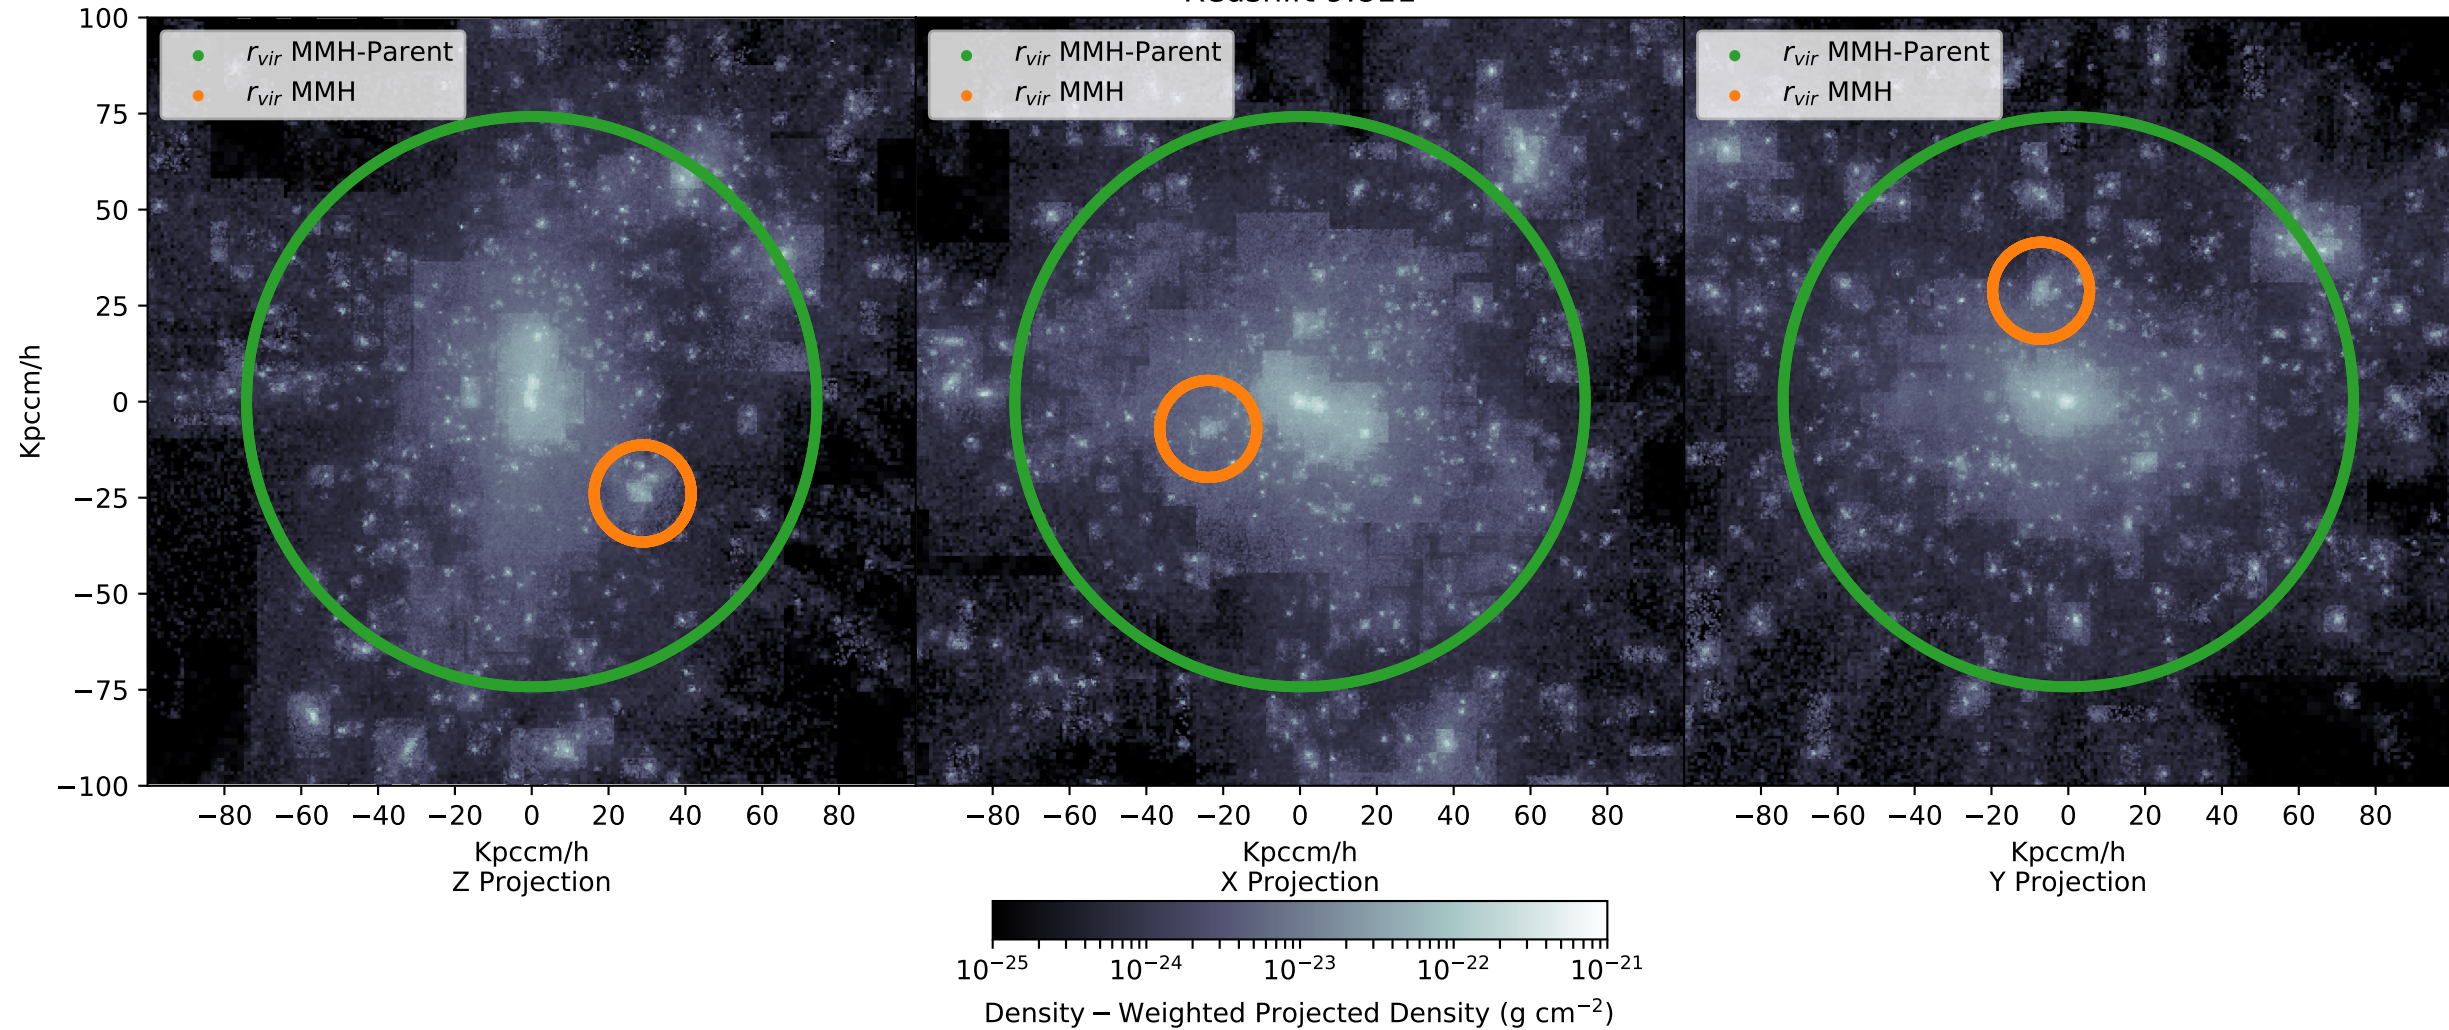 100
75
50
25
0
−25
−50
−75
−100
Kpccm/h
r_vir MMH-Parent
r_vir MMH
r_vir MMH-Parent
r_vir MMH
r_vir MMH-Parent
r_vir MMH
−80 −60 −40 −20 0 20 40 60 80
−80 −60 −40 −20 0 20 40 60 80
−80 −60 −40 −20 0 20 40 60 80
Kpccm/h
Z Projection
Kpccm/h
X Projection
Kpccm/h
Y Projection
10⁻²⁵ 10⁻²⁴ 10⁻²³ 10⁻²² 10⁻²¹
Density − Weighted Projected Density (g cm⁻²)